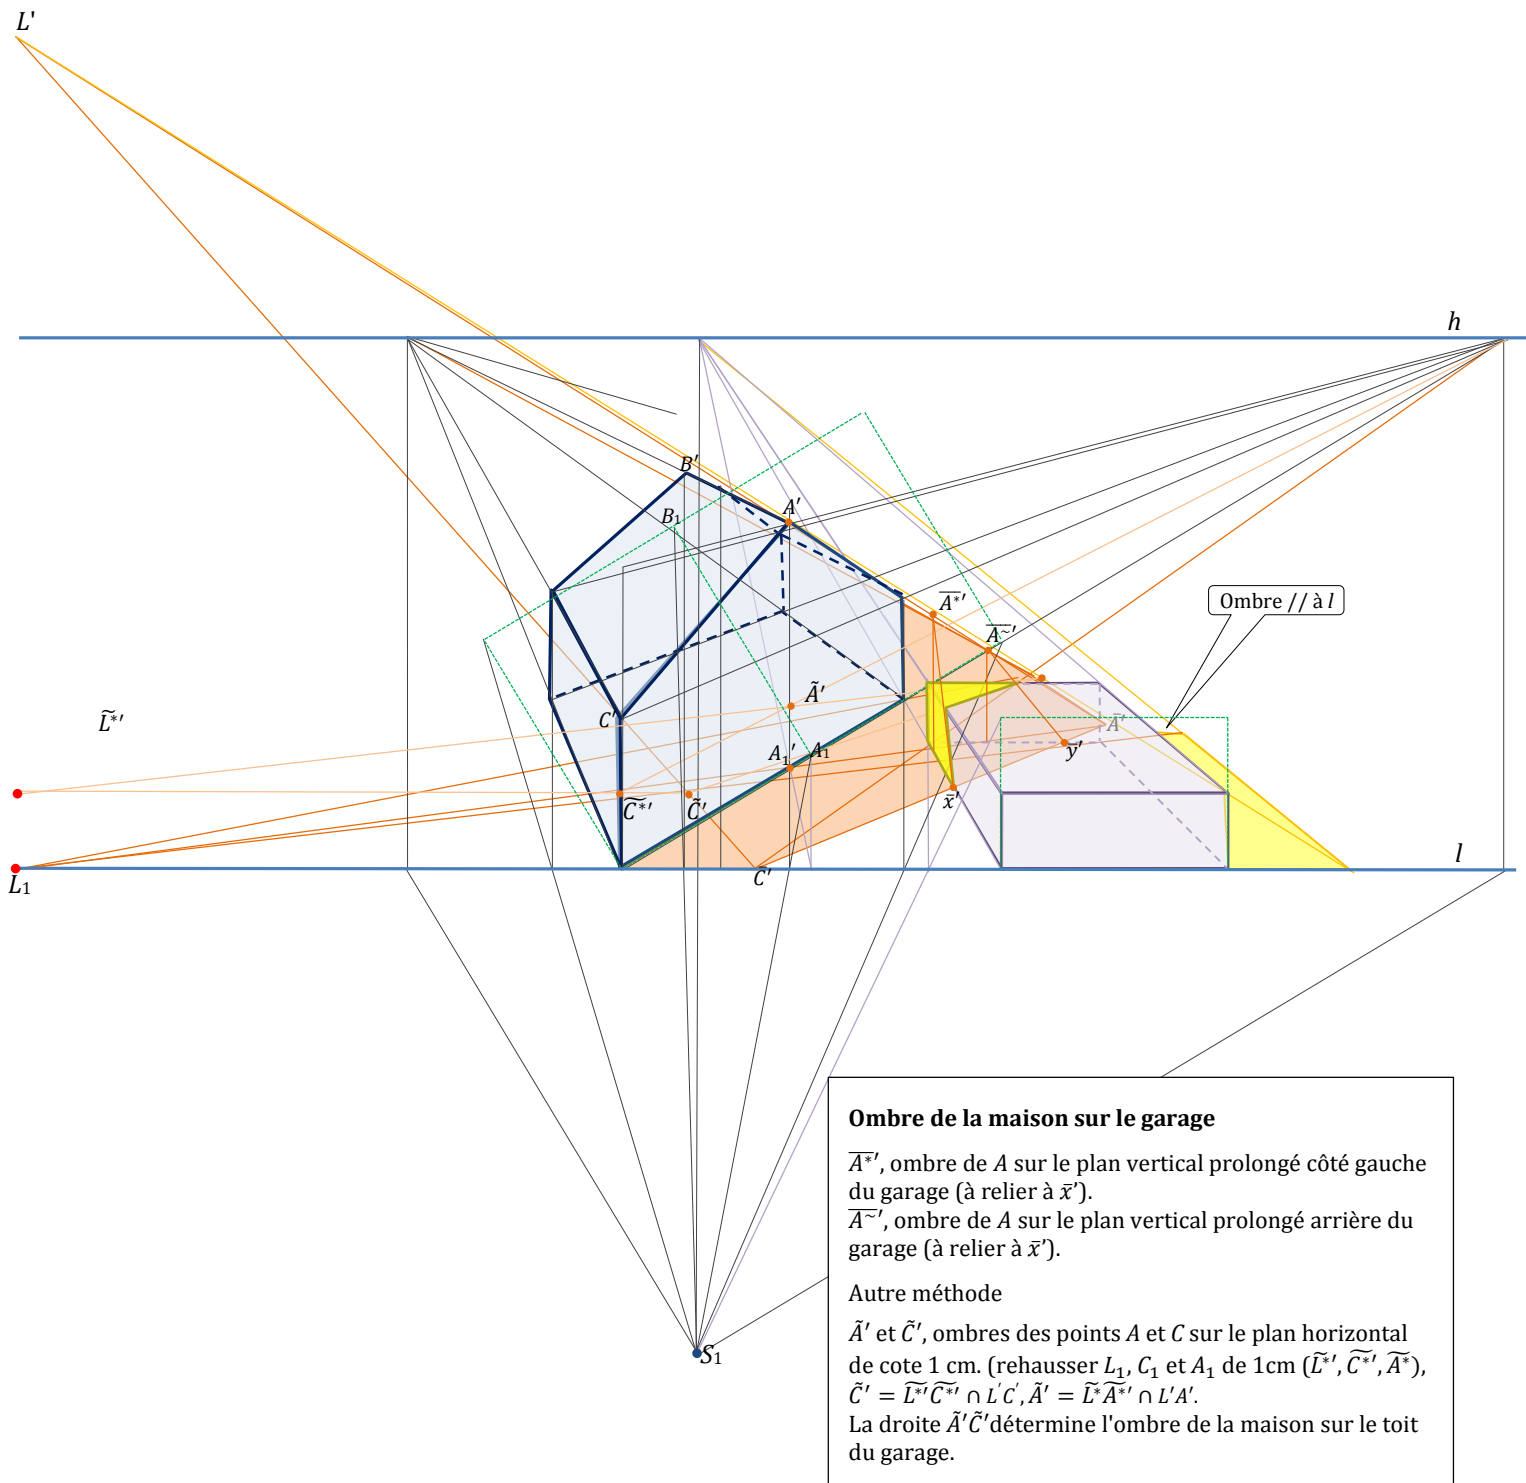 L'
h
B'
B₁
A'
Ombre // à l
A̅*̅'
A̅~̅'
Ã'
L̃*'
C'
A̅'
A₁'
A₁
y̅'
C̃*'
C̃'
x̅'
L₁
C̅'
l
S₁
Ombre de la maison sur le garage
A̅*̅', ombre de A sur le plan vertical prolongé côté gauche
du garage (à relier à x̅').
A̅~̅', ombre de A sur le plan vertical prolongé arrière du
garage (à relier à x̅').
Autre méthode
Ã' et C̃', ombres des points A et C sur le plan horizontal
de cote 1 cm. (rehausser L₁, C₁ et A₁ de 1cm (L̃*', C̃*', Ã*),
C̃' = L̃*'C̃*' ∩ L'C', Ã' = L̃*Ã*' ∩ L'A'.
La droite Ã'C̃'détermine l'ombre de la maison sur le toit
du garage.